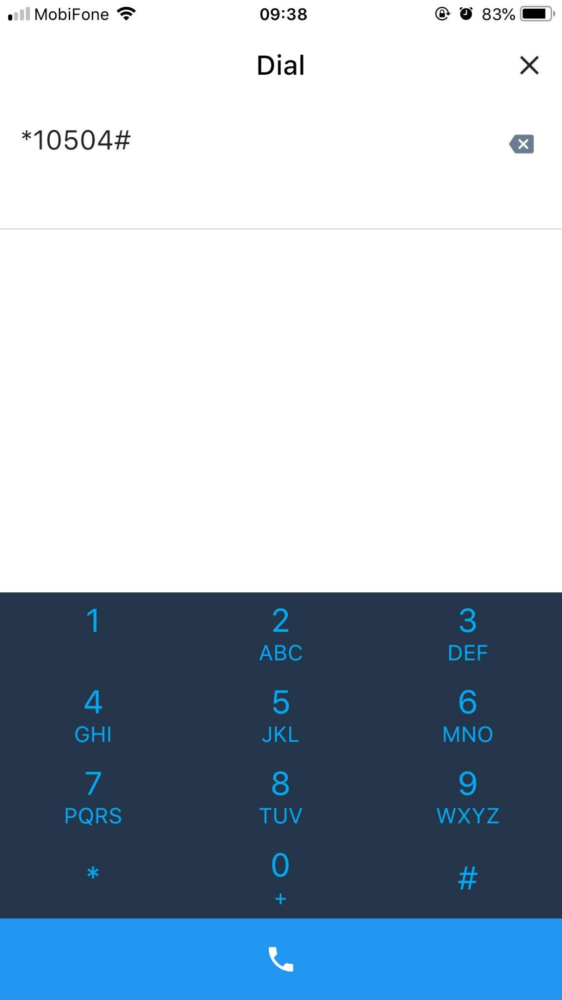 MobiFone 09:38 83%
Dial
*10504#
1 2 3
ABC DEF
4 5 6
GHI JKL MNO
7 8 9
PQRS TUV WXYZ
* 0 #
+